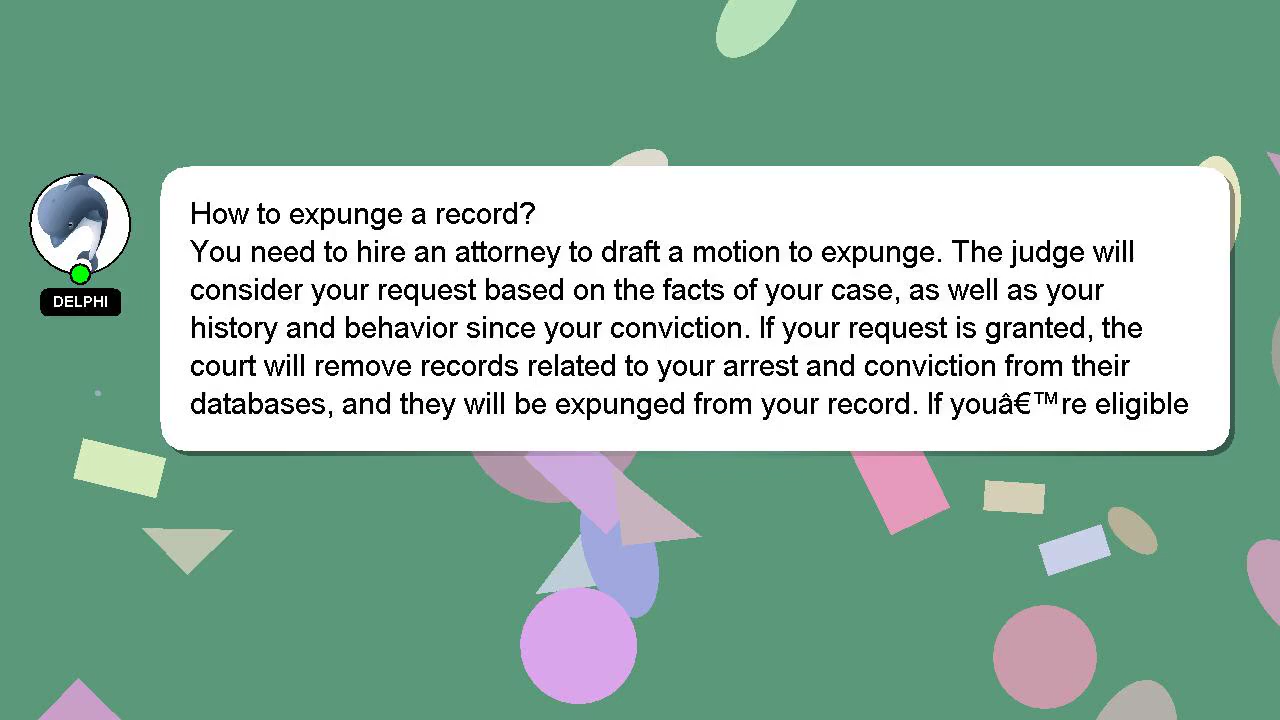 How to expunge a record?
You need to hire an attorney to draft a motion to expunge. The judge will
consider your request based on the facts of your case, as well as your
history and behavior since your conviction. If your request is granted, the
court will remove records related to your arrest and conviction from their
databases, and they will be expunged from your record. If youâ€™re eligible
DELPHI